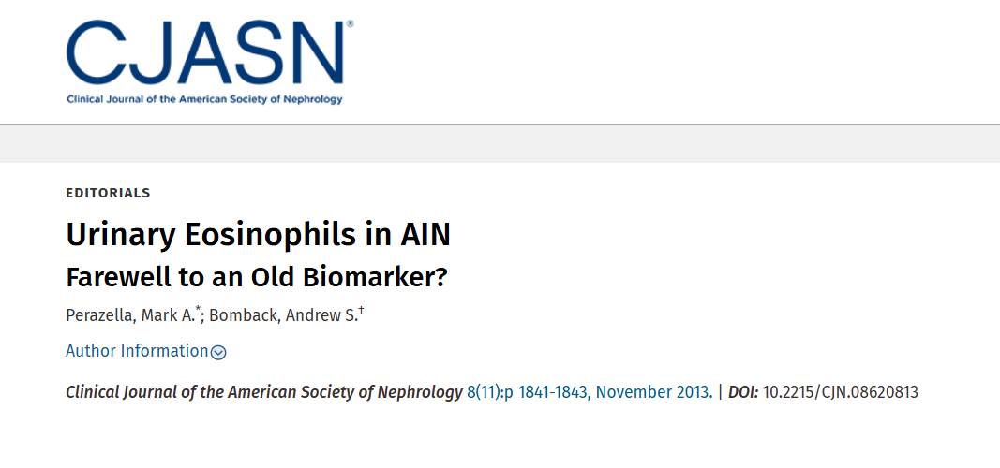 CJASN®
Clinical Journal of the American Society of Nephrology
EDITORIALS
Urinary Eosinophils in AIN
Farewell to an Old Biomarker?
Perazella, Mark A.*; Bomback, Andrew S.†
Author Information
Clinical Journal of the American Society of Nephrology 8(11):p 1841-1843, November 2013. | DOI: 10.2215/CJN.08620813